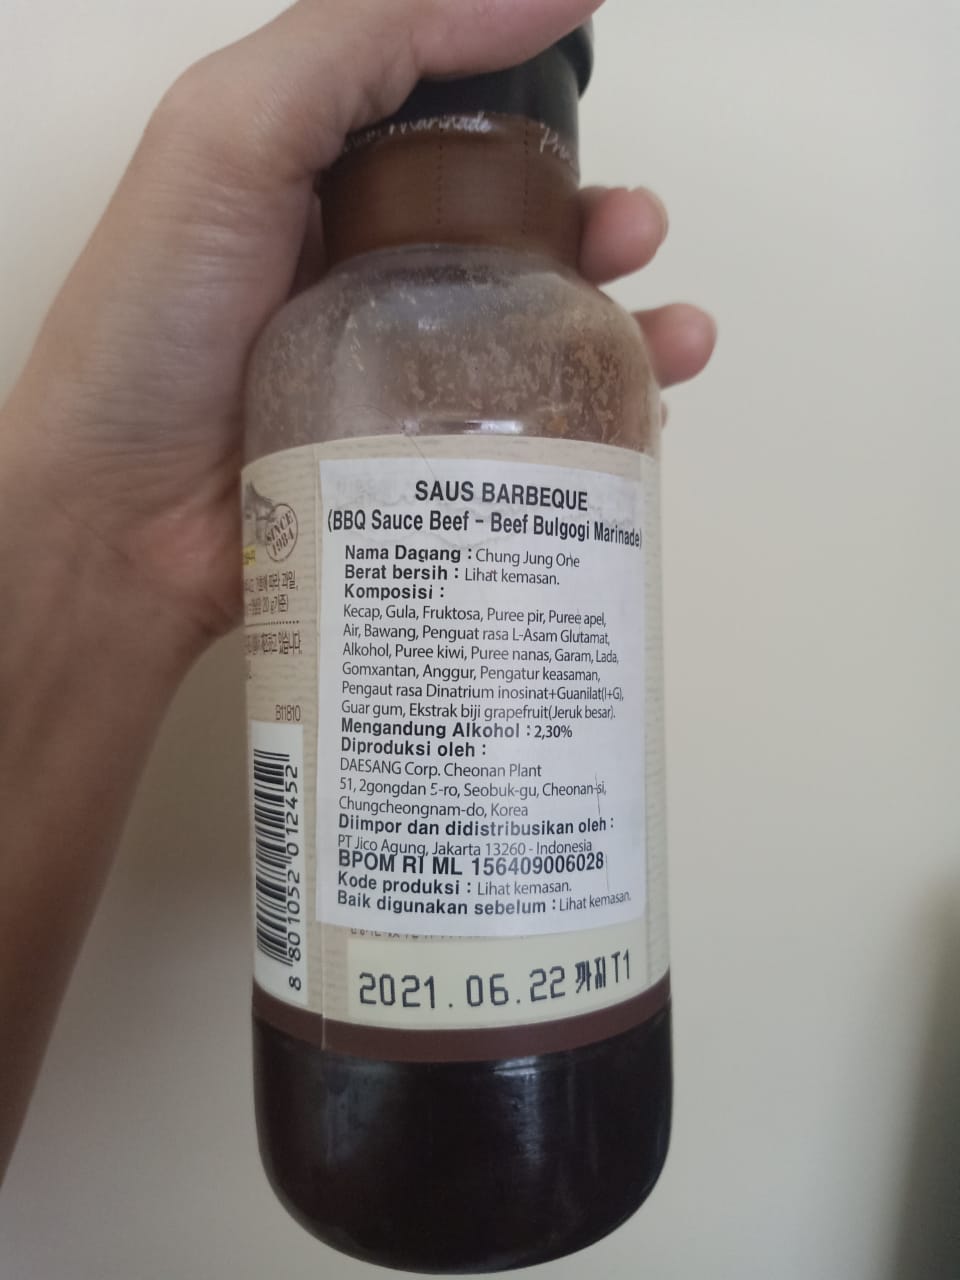 Marinade
SINCE
1984
B11810
8 801052 012452
SAUS BARBEQUE
(BBQ Sauce Beef - Beef Bulgogi Marinade)
Nama Dagang : Chung Jung One
Berat bersih : Lihat kemasan.
Komposisi :
Kecap, Gula, Fruktosa, Puree pir, Puree apel,
Air, Bawang, Penguat rasa L-Asam Glutamat,
Alkohol, Puree kiwi, Puree nanas, Garam, Lada,
Gomxantan, Anggur, Pengatur keasaman,
Pengaut rasa Dinatrium inosinat+Guanilat(I+G),
Guar gum, Ekstrak biji grapefruit(Jeruk besar).
Mengandung Alkohol : 2,30%
Diproduksi oleh :
DAESANG Corp. Cheonan Plant
51, 2gongdan 5-ro, Seobuk-gu, Cheonan-si,
Chungcheongnam-do, Korea
Diimpor dan didistribusikan oleh :
PT Jico Agung, Jakarta 13260 - Indonesia
BPOM RI ML 156409006028
Kode produksi : Lihat kemasan.
Baik digunakan sebelum : Lihat kemasan.
2021.06.22 까지 T1